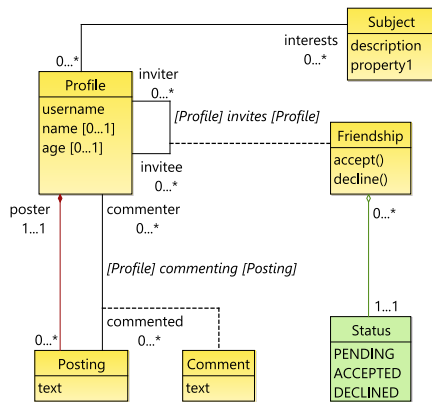 Subject
description
property1
interests
0...*
0...*
Profile
username
name [0...1]
age [0...1]
inviter
0...*
[Profile] invites [Profile]
invitee
0...*
Friendship
accept()
decline()
0...*
poster
1...1
commenter
0...*
[Profile] commenting [Posting]
commented
0...*
0...*
1...1
Posting
text
Comment
text
Status
PENDING
ACCEPTED
DECLINED